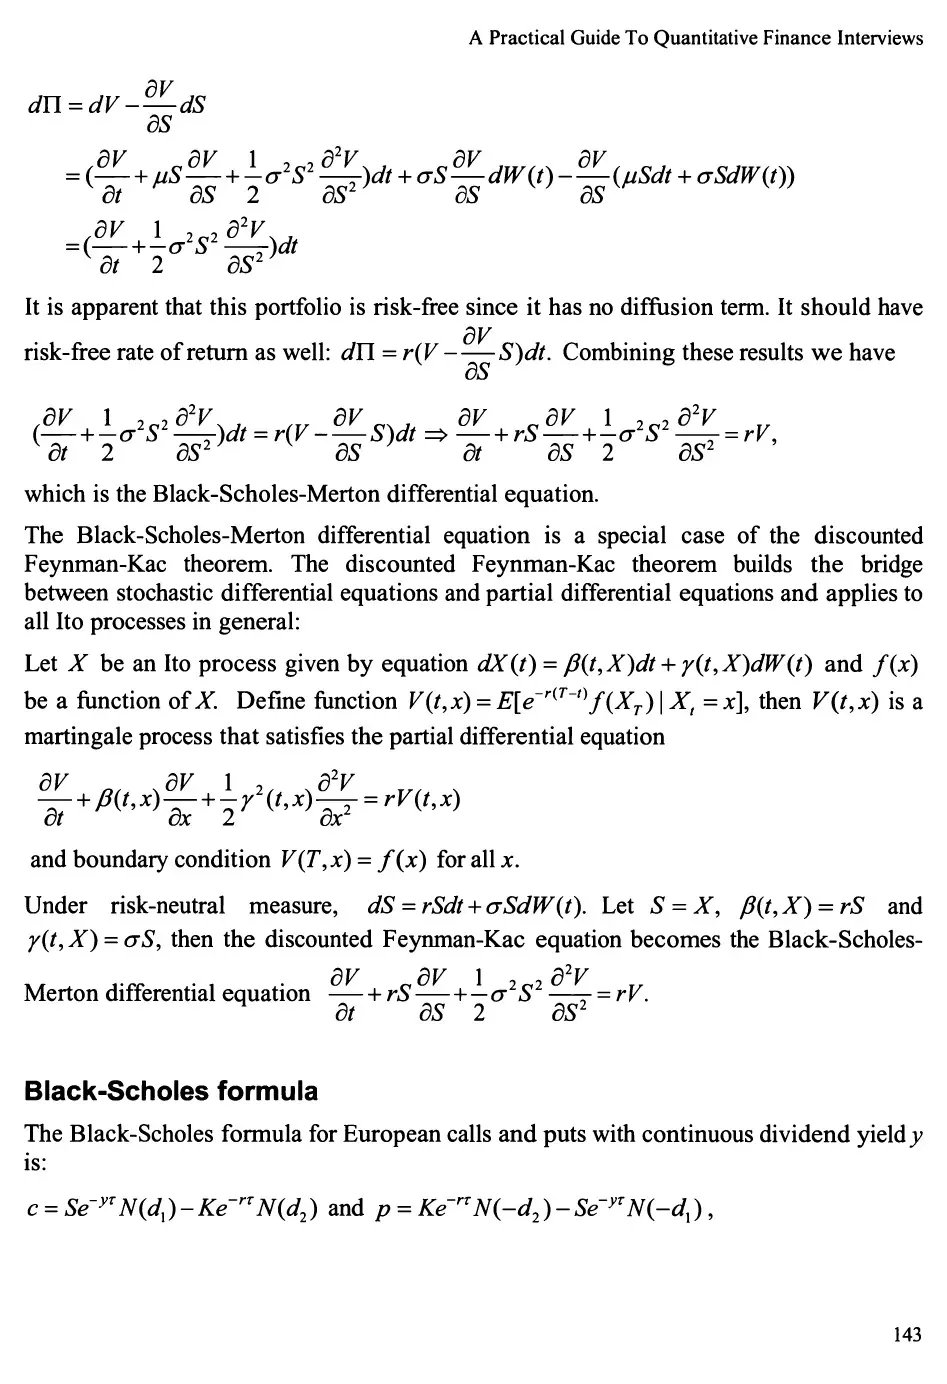 A Practical Guide To Quantitative Finance Interviews
dΠ = dV − ∂V/∂S dS
= (∂V/∂t + μS ∂V/∂S + 1/2 σ²S² ∂²V/∂S²)dt + σS ∂V/∂S dW(t) − ∂V/∂S (μSdt + σSdW(t))
= (∂V/∂t + 1/2 σ²S² ∂²V/∂S²)dt
It is apparent that this portfolio is risk-free since it has no diffusion term. It should have
risk-free rate of return as well: dΠ = r(V − ∂V/∂S S)dt. Combining these results we have
(∂V/∂t + 1/2 σ²S² ∂²V/∂S²)dt = r(V − ∂V/∂S S)dt ⇒ ∂V/∂t + rS ∂V/∂S + 1/2 σ²S² ∂²V/∂S² = rV,
which is the Black-Scholes-Merton differential equation.
The Black-Scholes-Merton differential equation is a special case of the discounted
Feynman-Kac theorem. The discounted Feynman-Kac theorem builds the bridge
between stochastic differential equations and partial differential equations and applies to
all Ito processes in general:
Let X be an Ito process given by equation dX(t) = β(t,X)dt + γ(t,X)dW(t) and f(x)
be a function of X. Define function V(t,x) = E[e^{−r(T−t)} f(X_T) | X_t = x], then V(t,x) is a
martingale process that satisfies the partial differential equation
∂V/∂t + β(t,x) ∂V/∂x + 1/2 γ²(t,x) ∂²V/∂x² = rV(t,x)
and boundary condition V(T,x) = f(x) for all x.
Under risk-neutral measure, dS = rSdt + σSdW(t). Let S = X, β(t,X) = rS and
γ(t,X) = σS, then the discounted Feynman-Kac equation becomes the Black-Scholes-
Merton differential equation ∂V/∂t + rS ∂V/∂S + 1/2 σ²S² ∂²V/∂S² = rV.
Black-Scholes formula
The Black-Scholes formula for European calls and puts with continuous dividend yield y
is:
c = Se^{−yτ}N(d₁) − Ke^{−rτ}N(d₂) and p = Ke^{−rτ}N(−d₂) − Se^{−yτ}N(−d₁),
143